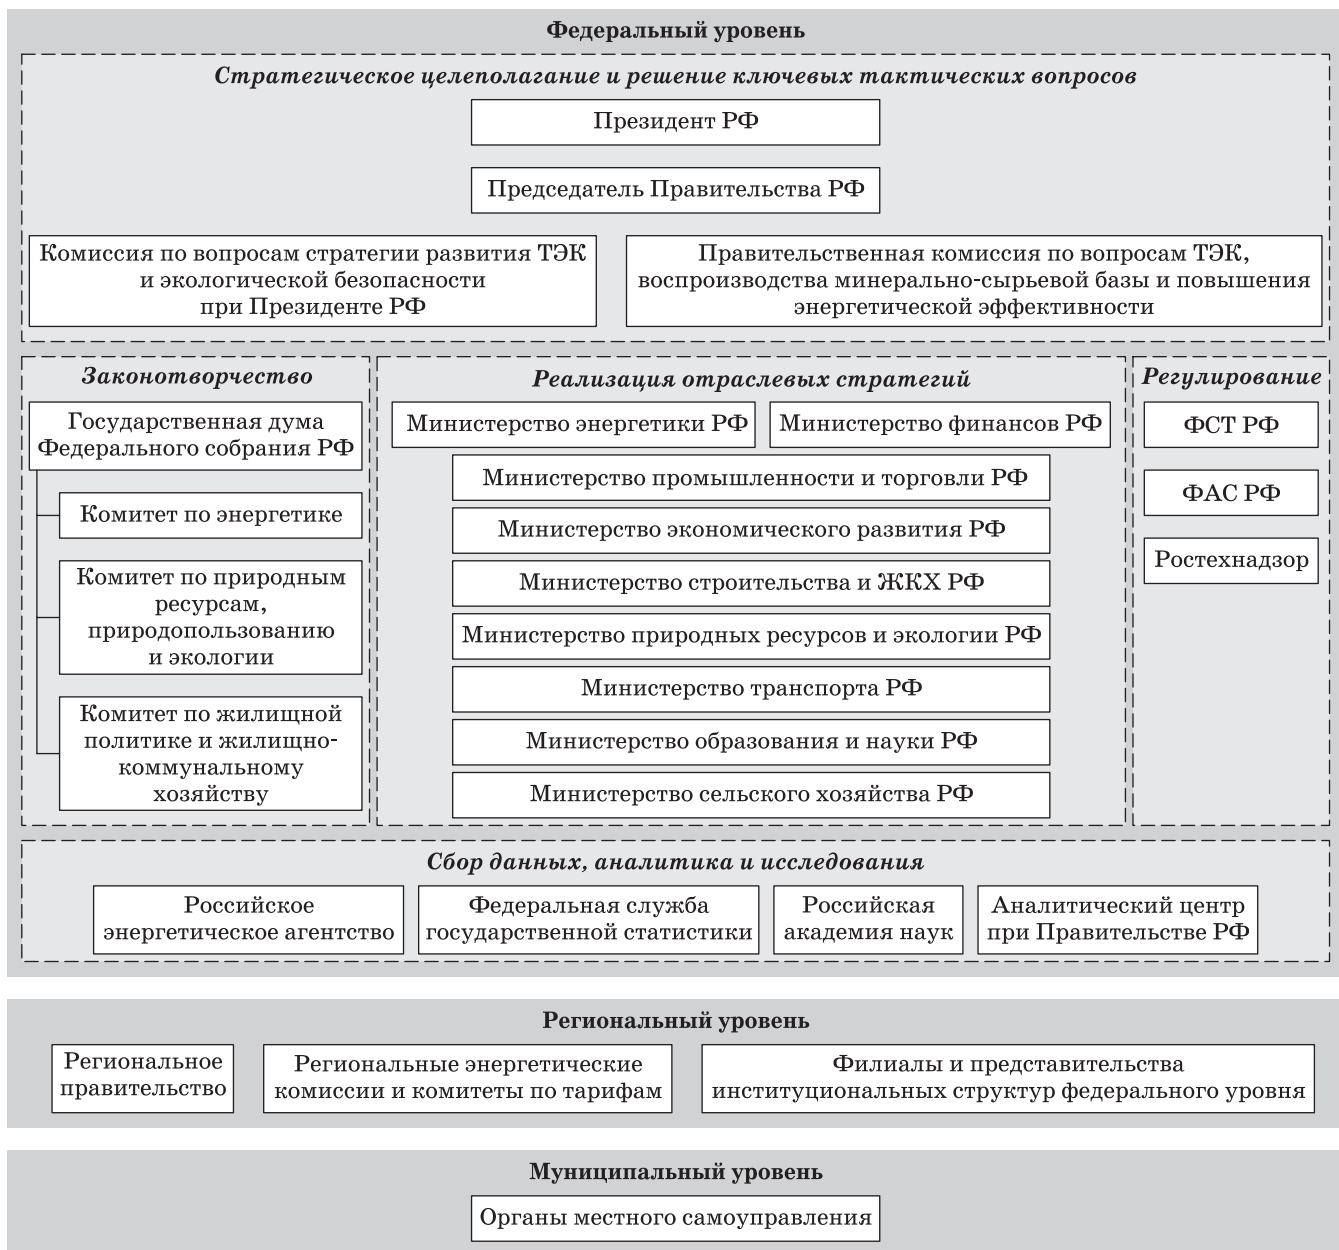 Федеральный уровень
Стратегическое целеполагание и решение ключевых тактических вопросов
Президент РФ
Председатель Правительства РФ
Комиссия по вопросам стратегии развития ТЭК
и экологической безопасности
при Президенте РФ
Правительственная комиссия по вопросам ТЭК,
воспроизводства минерально-сырьевой базы и повышения
энергетической эффективности
Законотворчество
Государственная дума
Федерального собрания РФ
Комитет по энергетике
Комитет по природным
ресурсам,
природопользованию
и экологии
Комитет по жилищной
политике и жилищно-
коммунальному
хозяйству
Реализация отраслевых стратегий
Министерство энергетики РФ
Министерство финансов РФ
Министерство промышленности и торговли РФ
Министерство экономического развития РФ
Министерство строительства и ЖКХ РФ
Министерство природных ресурсов и экологии РФ
Министерство транспорта РФ
Министерство образования и науки РФ
Министерство сельского хозяйства РФ
Регулирование
ФСТ РФ
ФАС РФ
Ростехнадзор
Сбор данных, аналитика и исследования
Российское
энергетическое агентство
Федеральная служба
государственной статистики
Российская
академия наук
Аналитический центр
при Правительстве РФ
Региональный уровень
Региональное
правительство
Региональные энергетические
комиссии и комитеты по тарифам
Филиалы и представительства
институциональных структур федерального уровня
Муниципальный уровень
Органы местного самоуправления